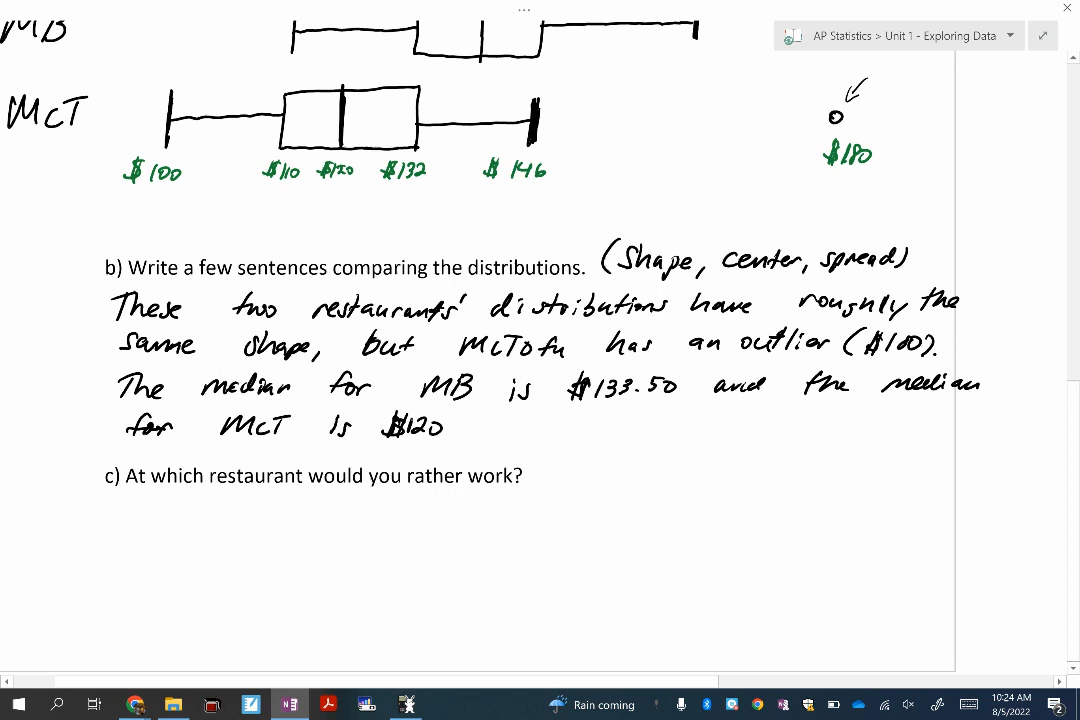 MB
AP Statistics > Unit 1 - Exploring Data
McT
$100 $110 $120 $132 $146 $180
b) Write a few sentences comparing the distributions. (Shape, center, spread)
These two restaurants' distributions have roughly the
same shape, but McTofu has an outlier ($180).
The median for MB is $133.50 and the median
for McT is $120
c) At which restaurant would you rather work?
Rain coming
10:24 AM
8/5/2022
2